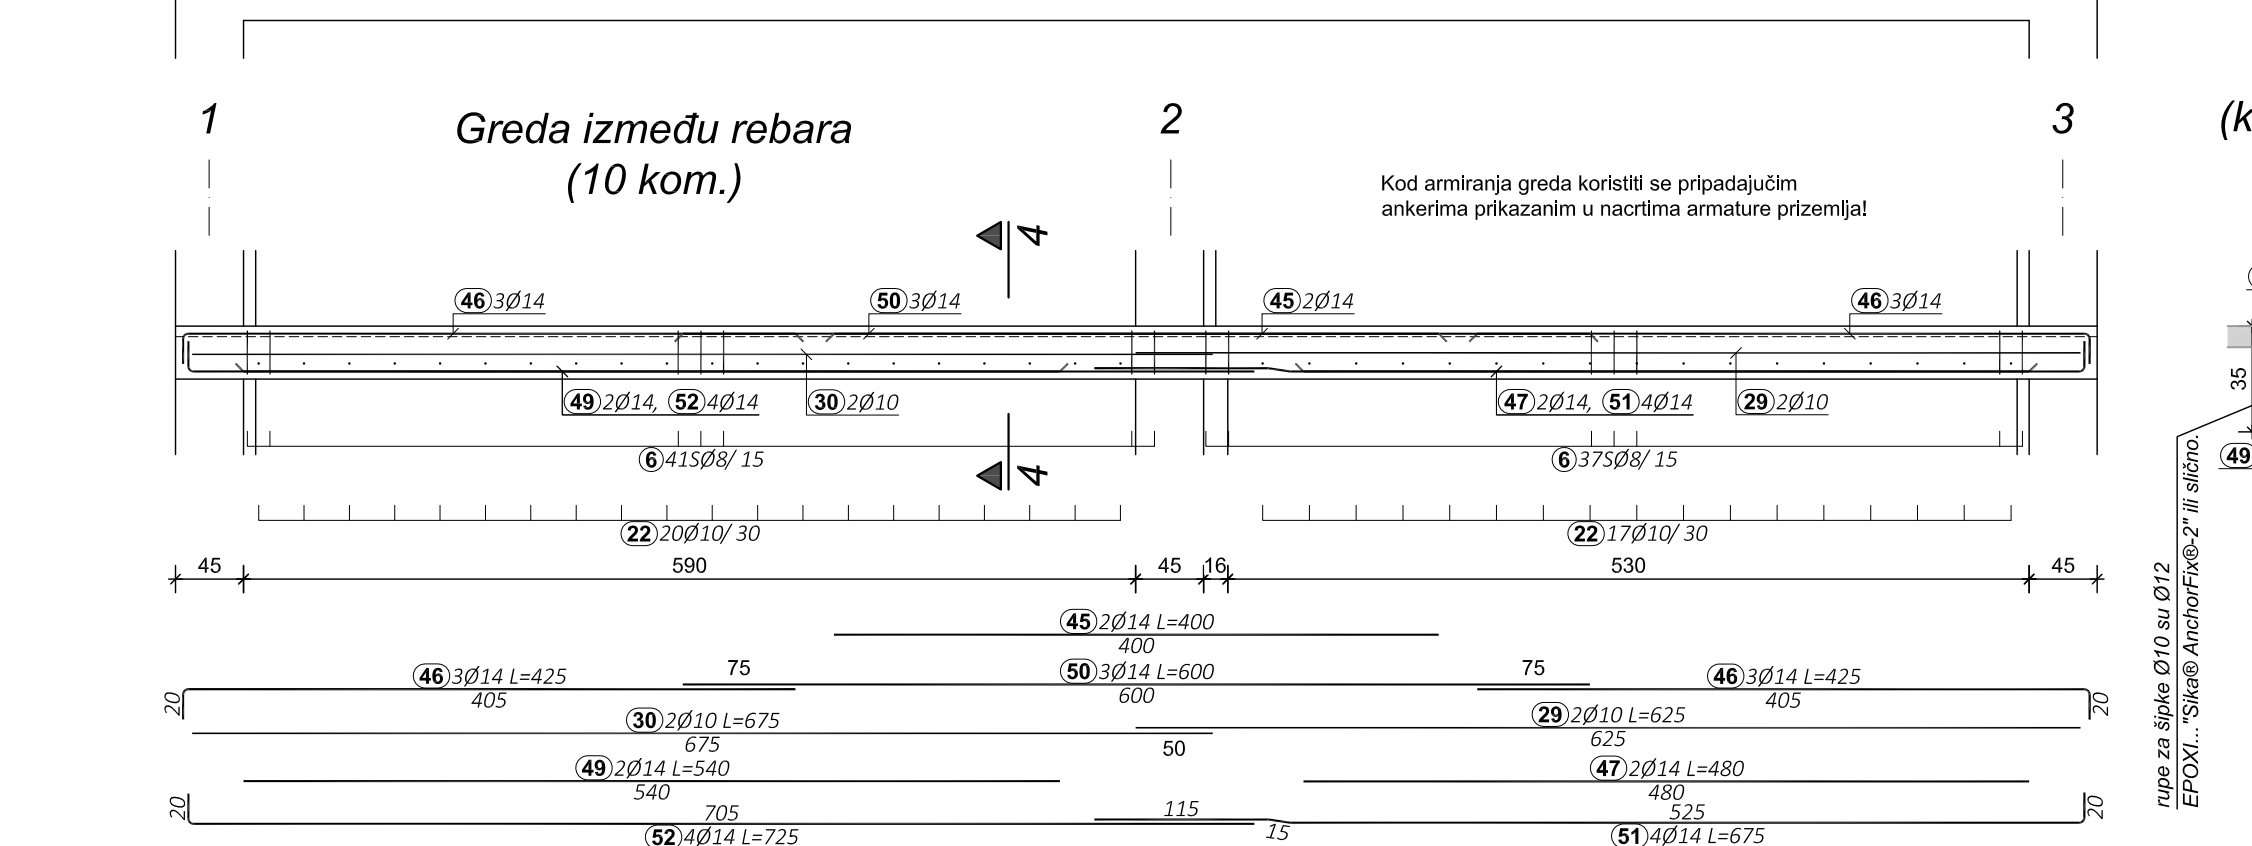 1
2
3
(k
Greda između rebara
(10 kom.)
Kod armiranja greda koristiti se pripadajučim
ankerima prikazanim u nacrtima armature prizemlja!
4
46 3Ø14
50 3Ø14
45 2Ø14
46 3Ø14
49 2Ø14, 52 4Ø14
30 2Ø10
47 2Ø14, 51 4Ø14
29 2Ø10
35
6 41SØ8/ 15
4
6 37SØ8/ 15
49
22 20Ø10/ 30
22 17Ø10/ 30
45
590
45
16
530
45
45 2Ø14 L=400
400
46 3Ø14 L=425
75
50 3Ø14 L=600
75
46 3Ø14 L=425
20
405
600
405
20
30 2Ø10 L=675
29 2Ø10 L=625
675
50
625
49 2Ø14 L=540
47 2Ø14 L=480
540
480
20
705
115
525
20
52 4Ø14 L=725
15
51 4Ø14 L=675
rupe za šipke Ø10 su Ø12
EPOXI... "Sika® AnchorFix®-2" ili slično.